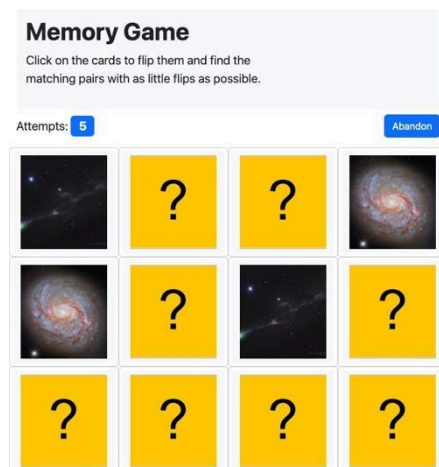 Memory Game
Click on the cards to flip them and find the
matching pairs with as little flips as possible.
Attempts: 5
Abandon
? ?
? ?
? ? ? ?